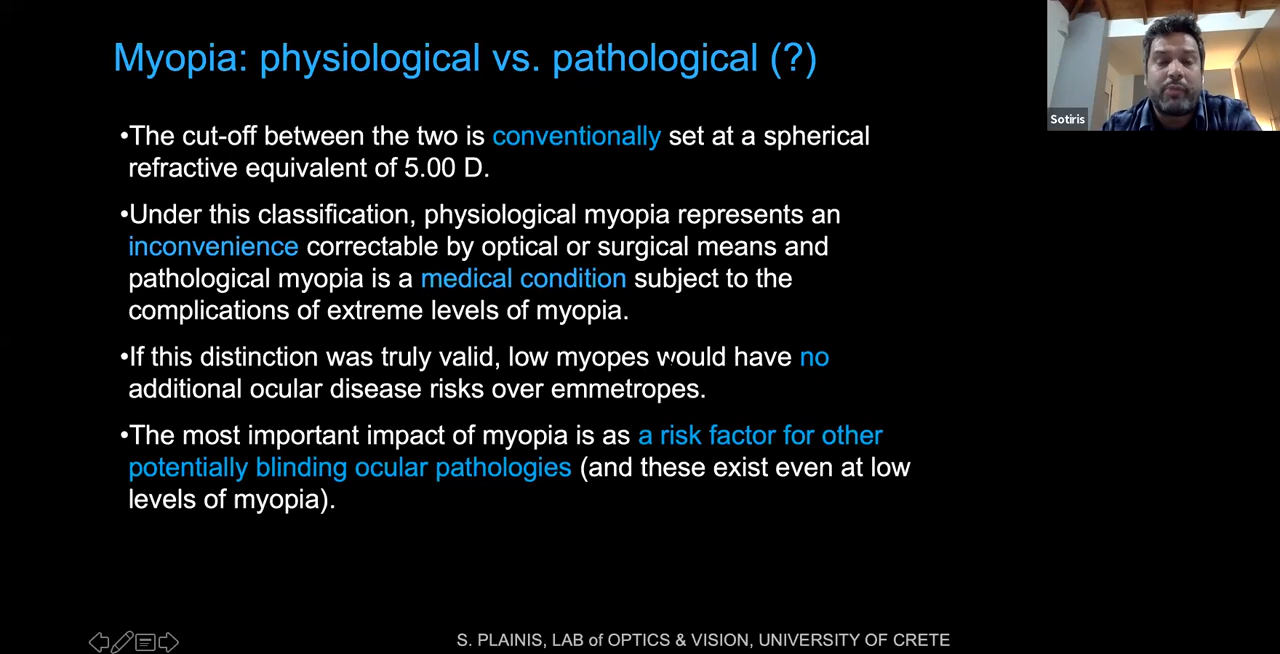 Myopia: physiological vs. pathological (?)
•The cut-off between the two is conventionally set at a spherical
refractive equivalent of 5.00 D.
•Under this classification, physiological myopia represents an
inconvenience correctable by optical or surgical means and
pathological myopia is a medical condition subject to the
complications of extreme levels of myopia.
•If this distinction was truly valid, low myopes would have no
additional ocular disease risks over emmetropes.
•The most important impact of myopia is as a risk factor for other
potentially blinding ocular pathologies (and these exist even at low
levels of myopia).
S. PLAINIS, LAB of OPTICS & VISION, UNIVERSITY OF CRETE
Sotiris